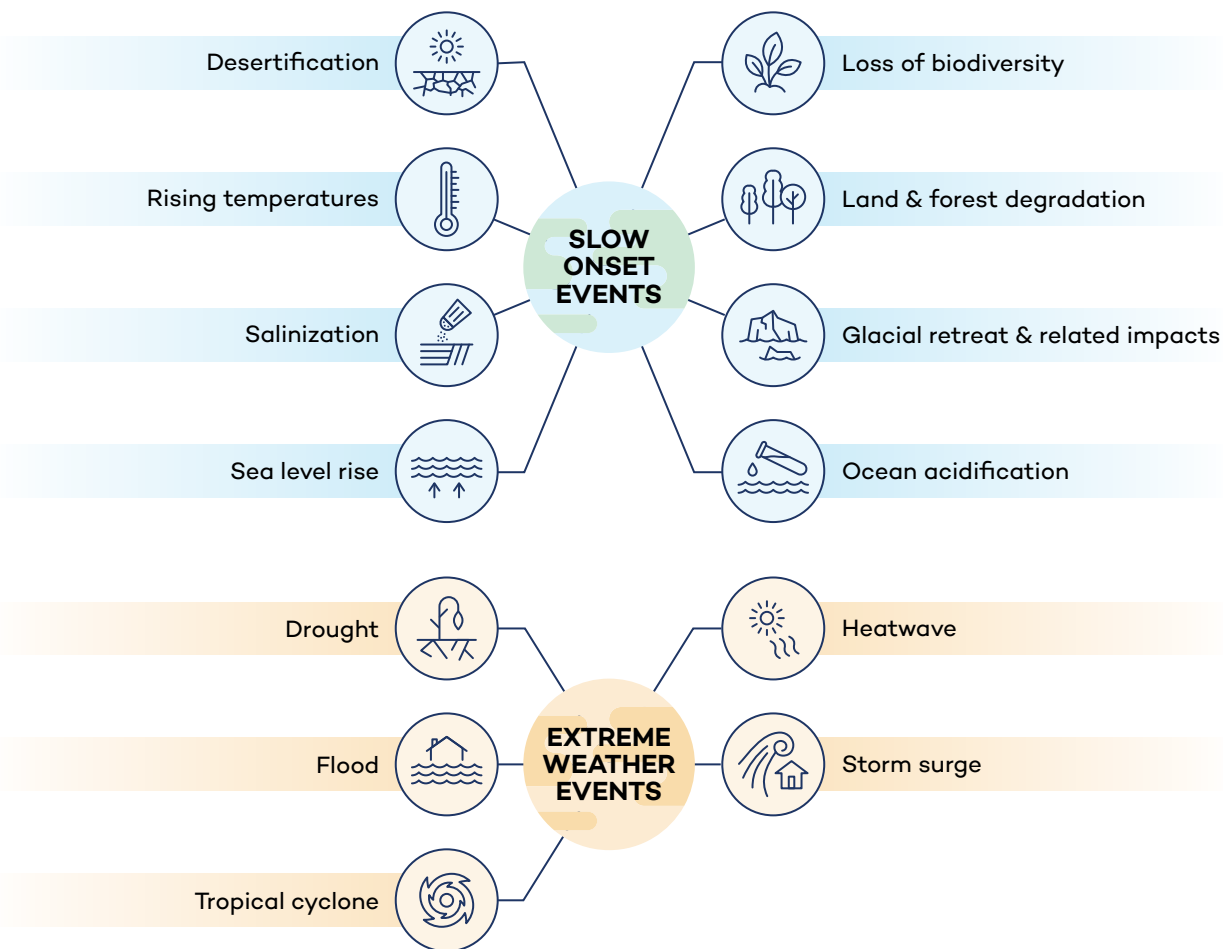 Desertification
Loss of biodiversity
Rising temperatures
Land & forest degradation
SLOW
ONSET
EVENTS
Salinization
Glacial retreat & related impacts
Sea level rise
Ocean acidification
Drought
Heatwave
EXTREME
WEATHER
EVENTS
Flood
Storm surge
Tropical cyclone